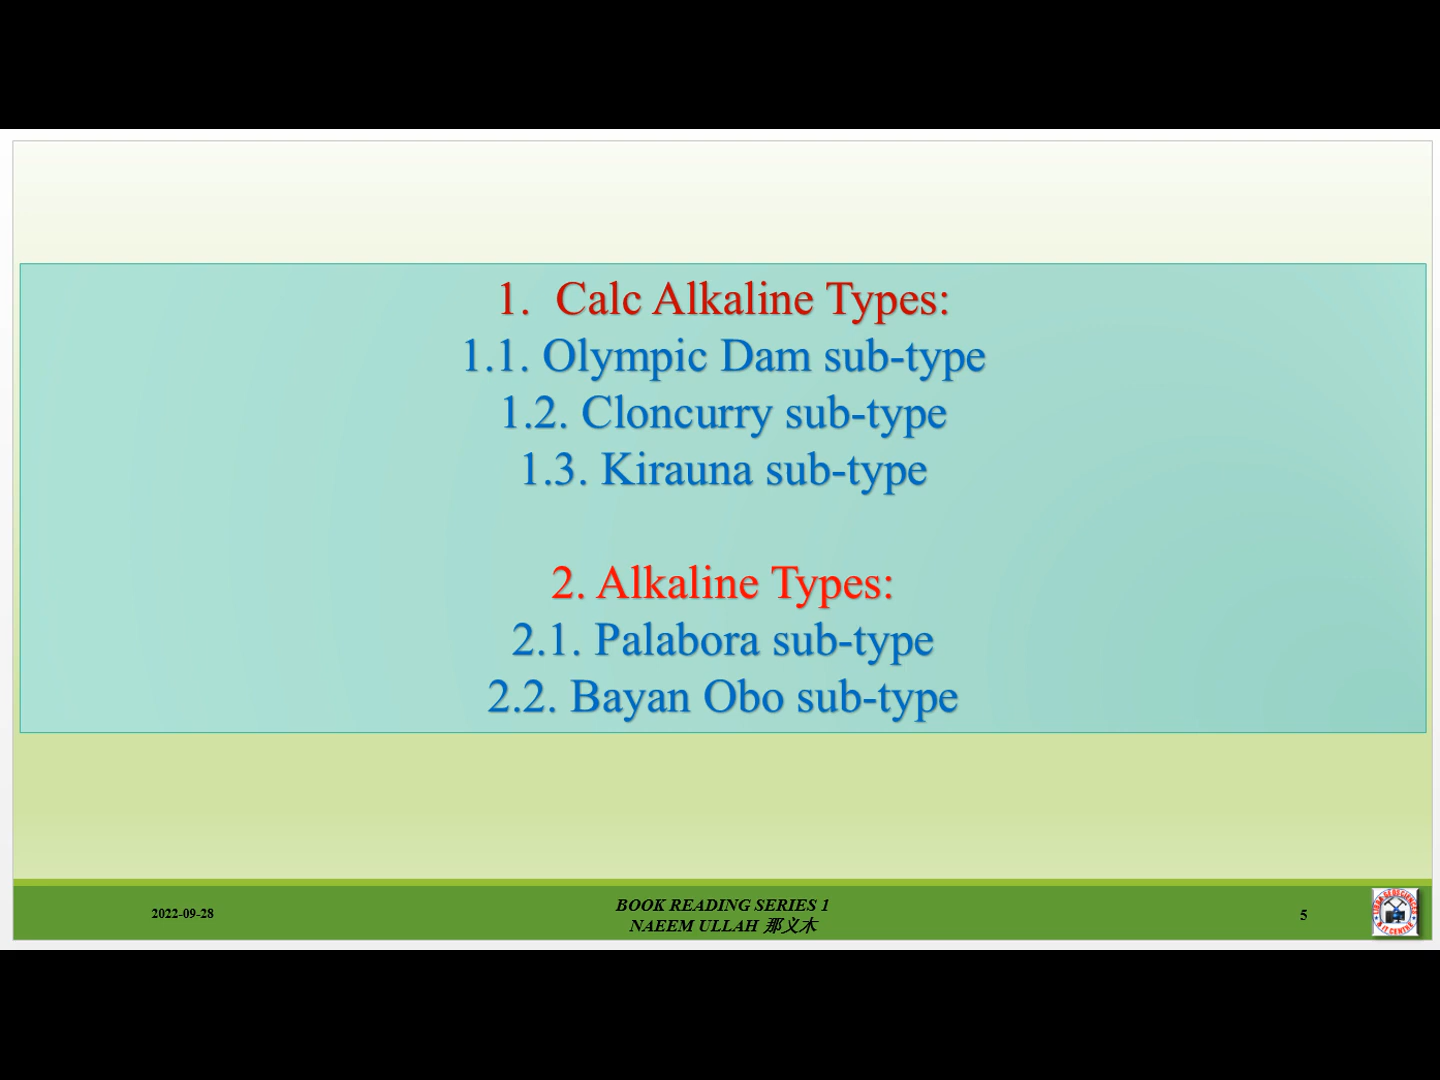 1. Calc Alkaline Types:
1.1. Olympic Dam sub-type
1.2. Cloncurry sub-type
1.3. Kirauna sub-type
2. Alkaline Types:
2.1. Palabora sub-type
2.2. Bayan Obo sub-type
2022-09-28
BOOK READING SERIES 1
NAEEM ULLAH 那义木
5
& IT CENTRE